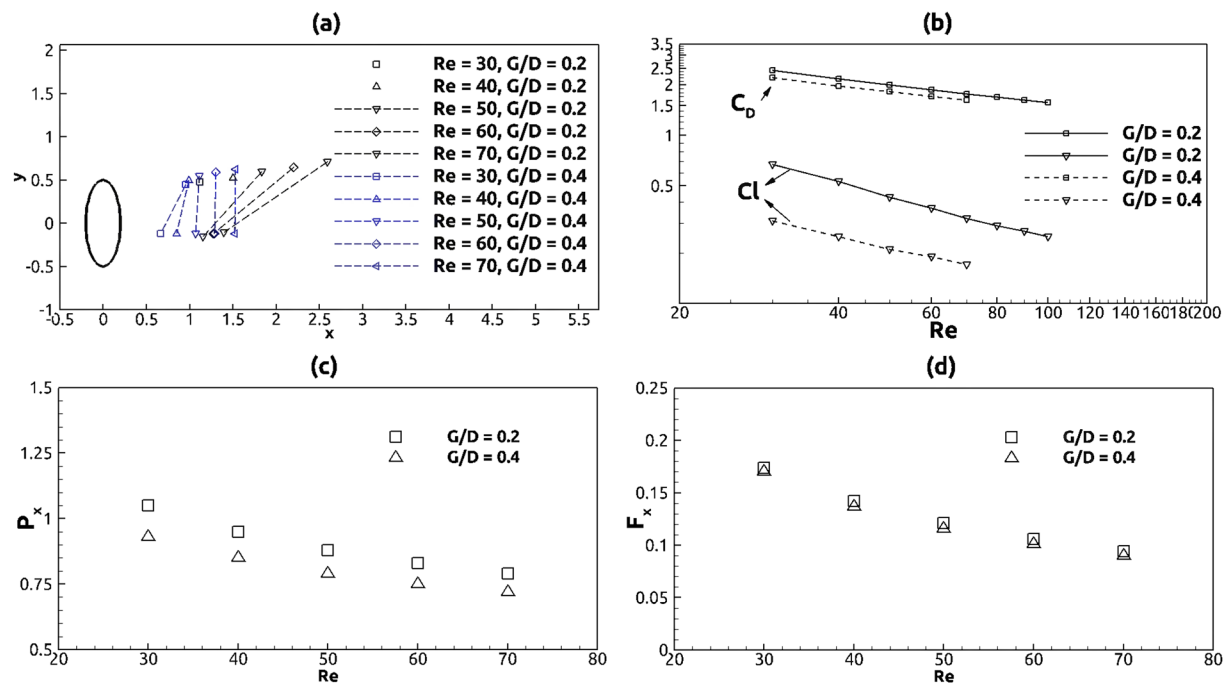 (a)
2
1.5
1
0.5
0
-0.5
-1
y
-0.5 0 0.5 1 1.5 2 2.5 3 3.5 4 4.5 5 5.5
x
Re = 30, G/D = 0.2
Re = 40, G/D = 0.2
Re = 50, G/D = 0.2
Re = 60, G/D = 0.2
Re = 70, G/D = 0.2
Re = 30, G/D = 0.4
Re = 40, G/D = 0.4
Re = 50, G/D = 0.4
Re = 60, G/D = 0.4
Re = 70, G/D = 0.4
(b)
3.5
3
2.5
2
1.5
1
0.5
C_D
Cl
G/D = 0.2
G/D = 0.2
G/D = 0.4
G/D = 0.4
20 40 60 80 100 120 140 160 180 200
Re
(c)
1.5
1.25
1
0.75
0.5
P_x
G/D = 0.2
G/D = 0.4
20 30 40 50 60 70 80
Re
(d)
0.25
0.2
0.15
0.1
0.05
0
F_x
G/D = 0.2
G/D = 0.4
20 30 40 50 60 70 80
Re